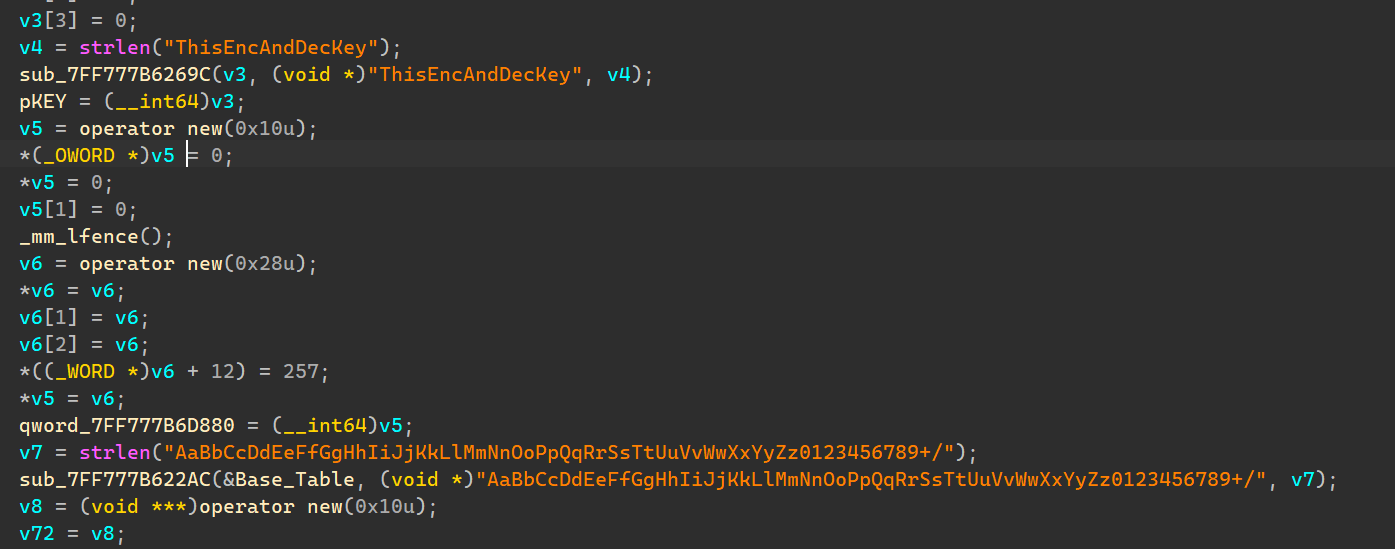 v3[3] = 0;
v4 = strlen("ThisEncAndDecKey");
sub_7FF777B6269C(v3, (void *)"ThisEncAndDecKey", v4);
pKEY = (__int64)v3;
v5 = operator new(0x10u);
*(_OWORD *)v5 = 0;
*v5 = 0;
v5[1] = 0;
_mm_lfence();
v6 = operator new(0x28u);
*v6 = v6;
v6[1] = v6;
v6[2] = v6;
*((_WORD *)v6 + 12) = 257;
*v5 = v6;
qword_7FF777B6D880 = (__int64)v5;
v7 = strlen("AaBbCcDdEeFfGgHhIiJjKkLlMmNnOoPpQqRrSsTtUuVvWwXxYyZz0123456789+/");
sub_7FF777B622AC(&Base_Table, (void *)"AaBbCcDdEeFfGgHhIiJjKkLlMmNnOoPpQqRrSsTtUuVvWwXxYyZz0123456789+/", v7);
v8 = (void ***)operator new(0x10u);
v72 = v8;